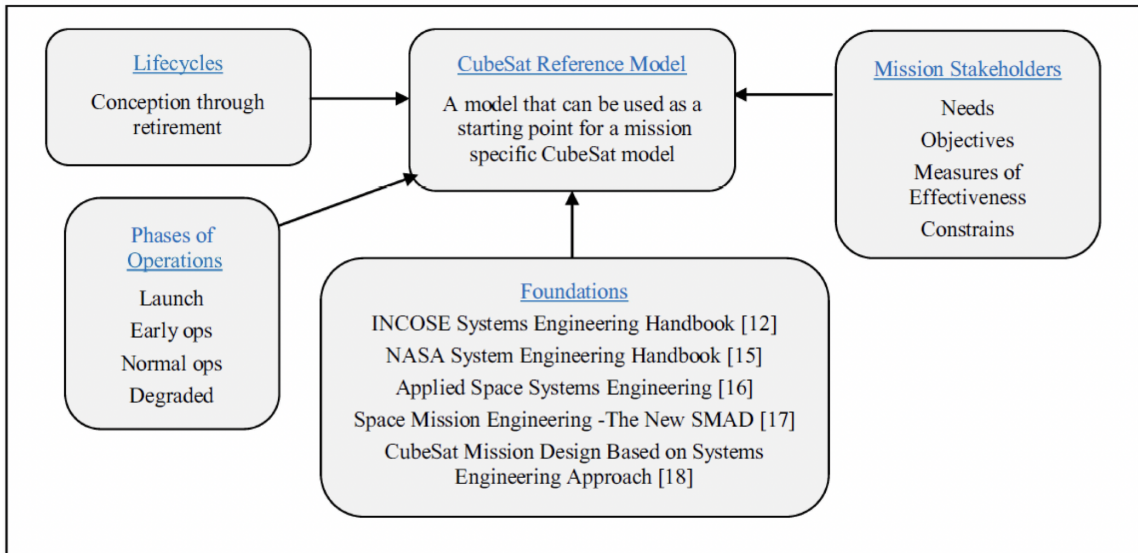 Lifecycles
Conception through
retirement
CubeSat Reference Model
A model that can be used as a
starting point for a mission
specific CubeSat model
Mission Stakeholders
Needs
Objectives
Measures of
Effectiveness
Constrains
Phases of
Operations
Launch
Early ops
Normal ops
Degraded
Foundations
INCOSE Systems Engineering Handbook [12]
NASA System Engineering Handbook [15]
Applied Space Systems Engineering [16]
Space Mission Engineering -The New SMAD [17]
CubeSat Mission Design Based on Systems
Engineering Approach [18]